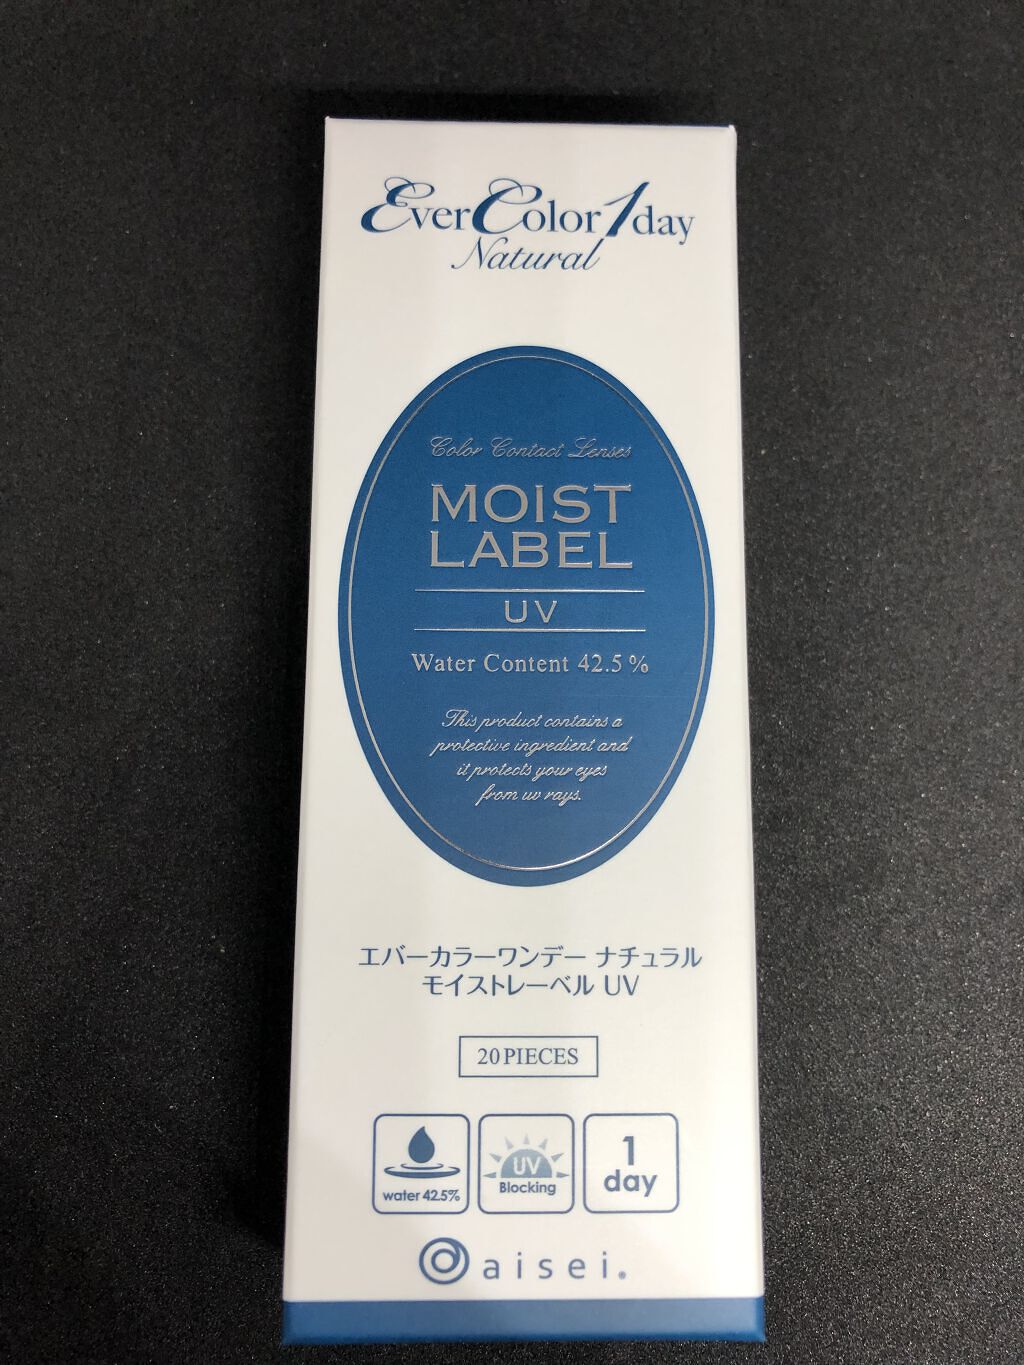 EverColor1day
Natural
Color Contact Lenses
MOIST
LABEL
UV
Water Content 42.5%
This product contains a
protective ingredient and
it protects your eyes
from uv rays.
エバーカラーワンデー ナチュラル
モイストレーベル UV
20PIECES
water 42.5%
UV
Blocking
1
day
aisei.